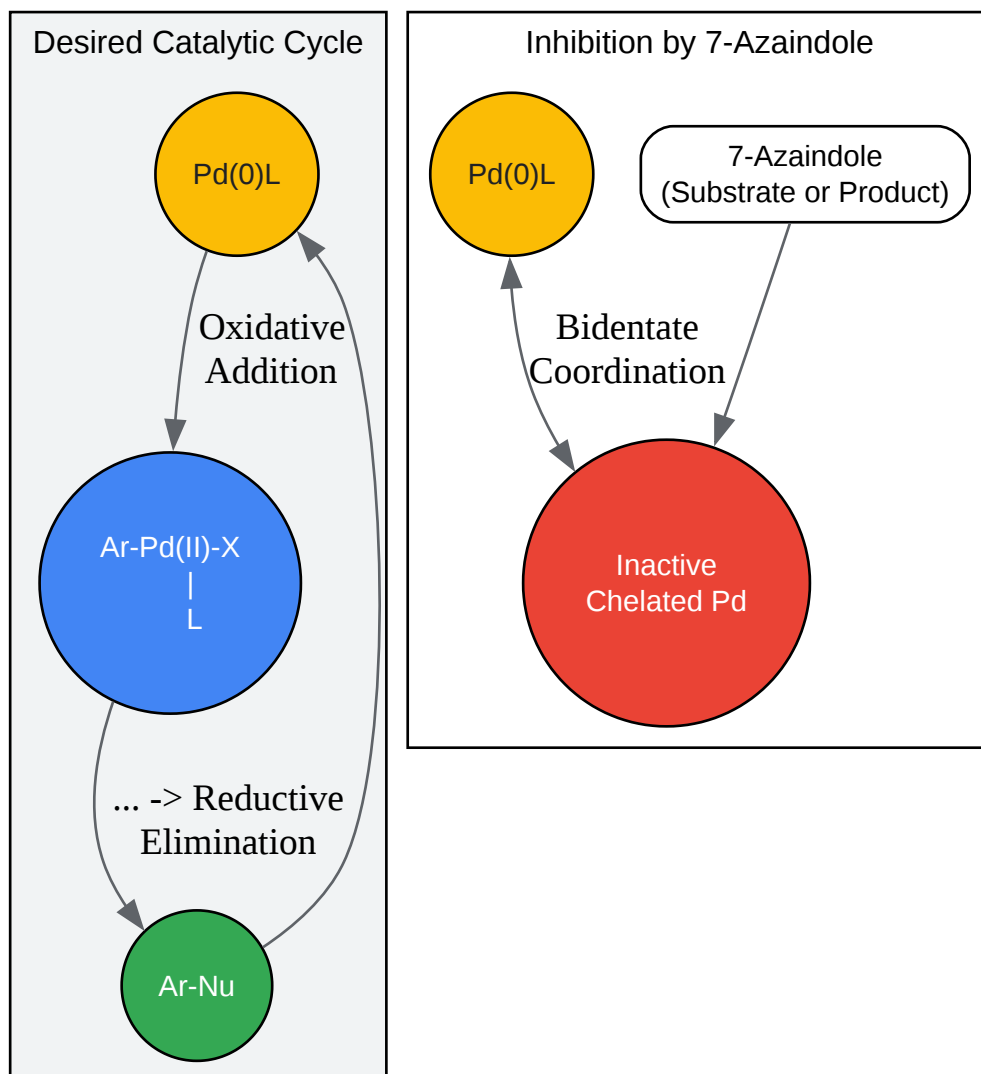 Desired Catalytic Cycle
Pd(0)L
Oxidative
Addition
Ar-Pd(II)-X
|
L
... -> Reductive
Elimination
Ar-Nu
Inhibition by 7-Azaindole
Pd(0)L
7-Azaindole
(Substrate or Product)
Bidentate
Coordination
Inactive
Chelated Pd